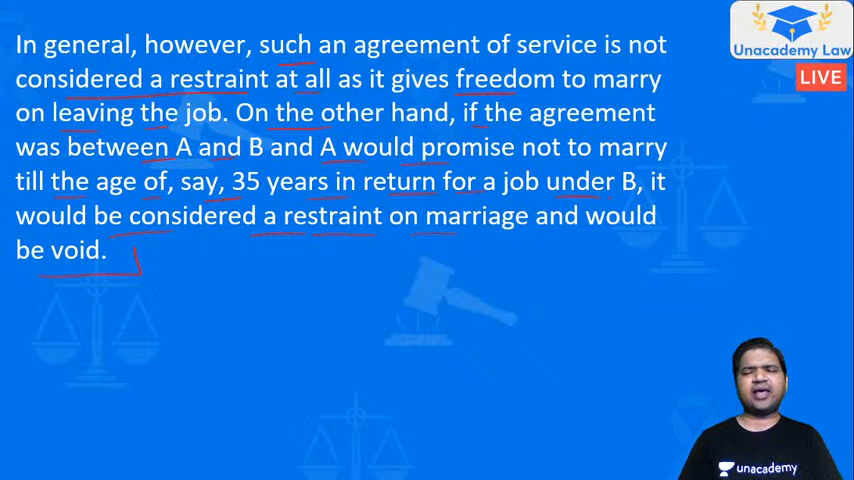 In general, however, such an agreement of service is not
considered a restraint at all as it gives freedom to marry
on leaving the job. On the other hand, if the agreement
was between A and B and A would promise not to marry
till the age of, say, 35 years in return for a job under B, it
would be considered a restraint on marriage and would
be void.
Unacademy Law
LIVE
unacademy